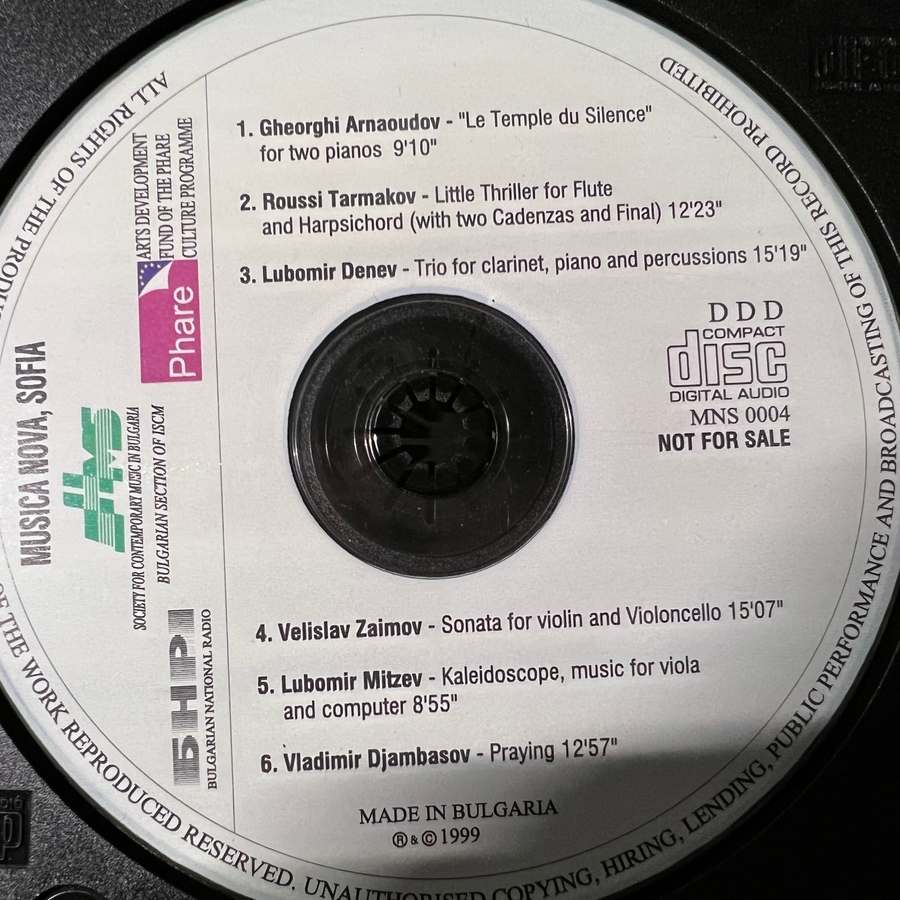 1. Gheorghi Arnaoudov - "Le Temple du Silence"
for two pianos 9'10"
2. Roussi Tarmakov - Little Thriller for Flute
and Harpsichord (with two Cadenzas and Final) 12'23"
3. Lubomir Denev - Trio for clarinet, piano and percussions 15'19"
DDD
COMPACT
disc
DIGITAL AUDIO
MNS 0004
NOT FOR SALE
4. Velislav Zaimov - Sonata for violin and Violoncello 15'07"
5. Lubomir Mitzev - Kaleidoscope, music for viola
and computer 8'55"
6. Vladimir Djambasov - Praying 12'57"
MADE IN BULGARIA
Ⓡ & © 1999
MUSICA NOVA, SOFIA
SOCIETY FOR CONTEMPORARY MUSIC IN BULGARIA
BULGARIAN SECTION OF ISCM
Phare
ARTS DEVELOPMENT
FUND OF THE PHARE
CULTURE PROGRAMME
БНР
BULGARIAN NATIONAL RADIO
ALL RIGHTS OF THE
OF THE WORK REPRODUCED RESERVED. UNAUTHORISED COPYING, HIRING, LENDING, PUBLIC PERFORMANCE AND BROADCASTING OF THIS RECORD PROHIBITED